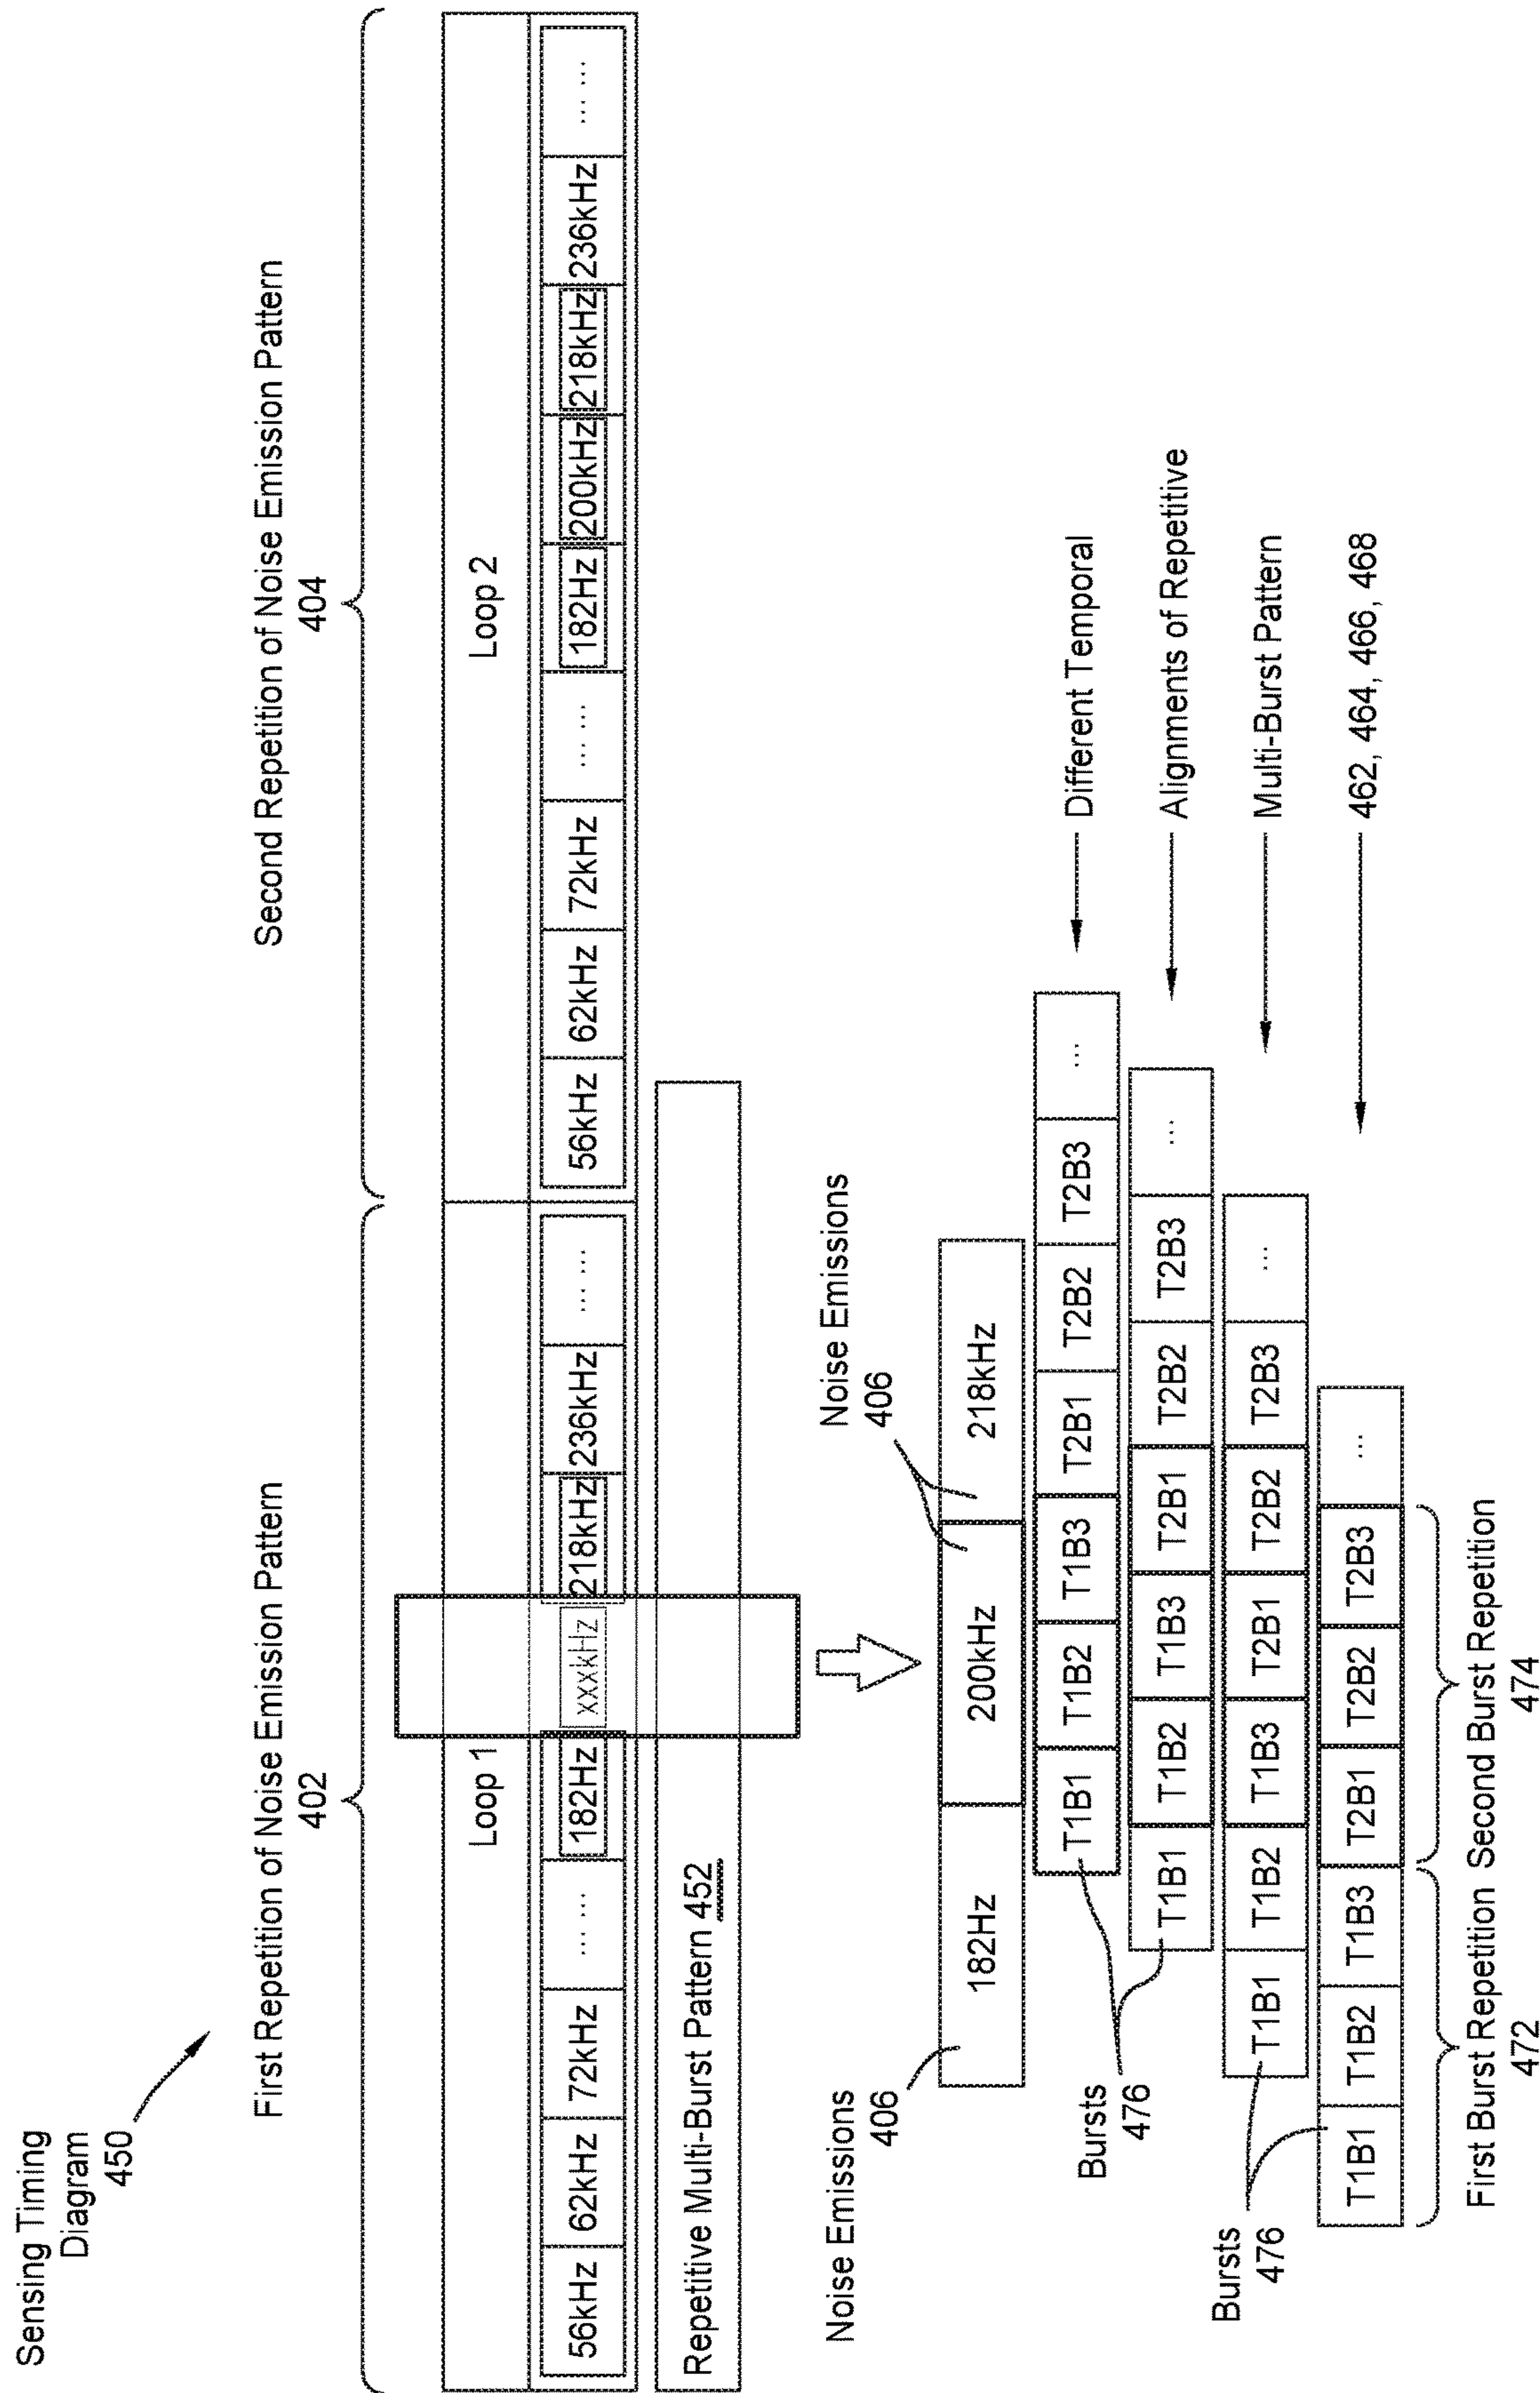 Sensing Timing
Diagram
450
First Repetition of Noise Emission Pattern
402
Second Repetition of Noise Emission Pattern
404
Loop 1
Loop 2
56kHz 62kHz 72kHz ... ... 182Hz xxxkHz 218kHz 236kHz ... ...
56kHz 62kHz 72kHz ... ... 182Hz 200kHz 218kHz 236kHz ... ...
Repetitive Multi-Burst Pattern 452
Noise Emissions
406
Noise Emissions
406
182Hz 200kHz 218kHz
Bursts
476
T1B1 T1B2 T1B3 T2B1 T2B2 T2B3 ...
Different Temporal
T1B1 T1B2 T1B3 T2B1 T2B2 T2B3 ...
Alignments of Repetitive
Bursts
476
T1B1 T1B2 T1B3 T2B1 T2B2 T2B3 ...
Multi-Burst Pattern
T1B1 T1B2 T1B3 T2B1 T2B2 T2B3 ...
462, 464, 466, 468
First Burst Repetition
472
Second Burst Repetition
474